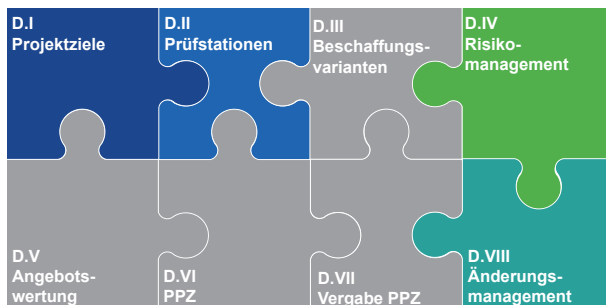 D.I
Projektziele
D.II
Prüfstationen
D.III
Beschaffungs-
varianten
D.IV
Risiko-
management
D.V
Angebots-
wertung
D.VI
PPZ
D.VII
Vergabe PPZ
D.VIII
Änderungs-
management